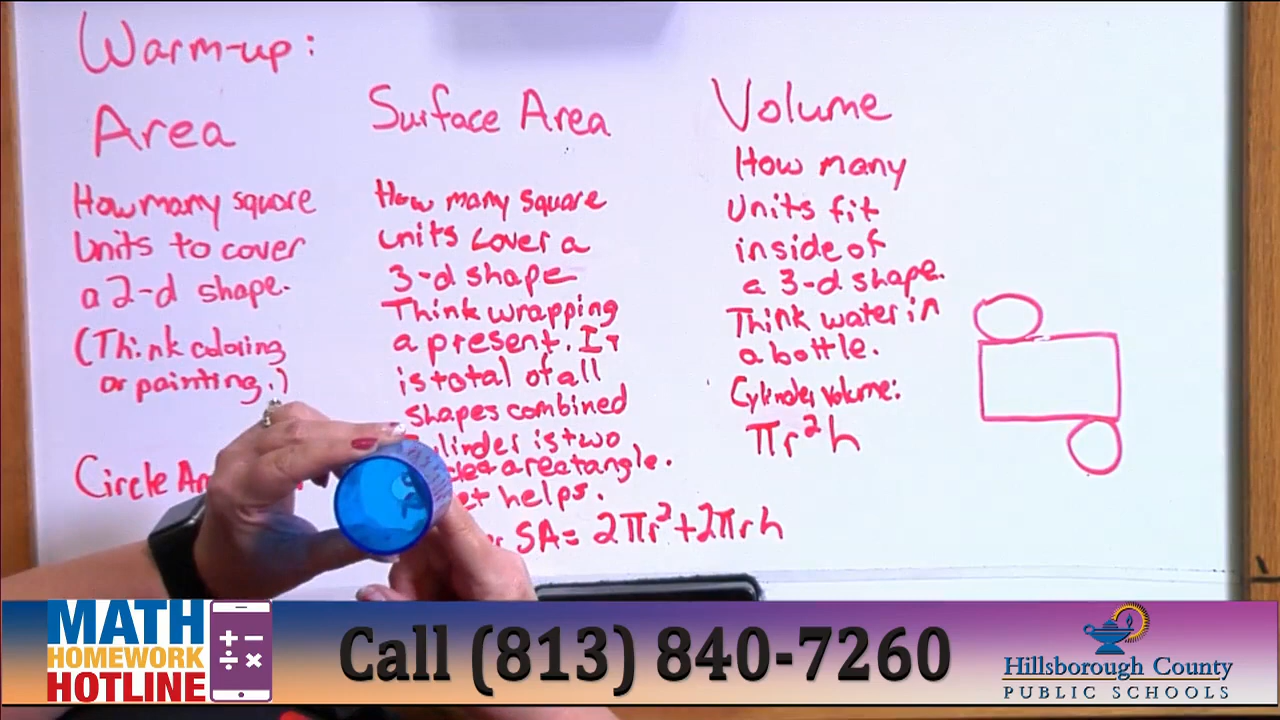 Warm-up:
Area
How many square
units to cover
a 2-d shape.
(Think coloring
or painting.)
Circle
Surface Area
How many square
units cover a
3-d shape
Think wrapping
a present. It
is total of all
shapes combined
is two
a rectangle.
helps.
SA= 2πr²+2πrh
Volume
How many
Units fit
inside of
a 3-d shape.
Think water in
a bottle.
Cylinder volume:
πr²h
MATH
HOMEWORK
HOTLINE
Call (813) 840-7260
Hillsborough County
PUBLIC SCHOOLS